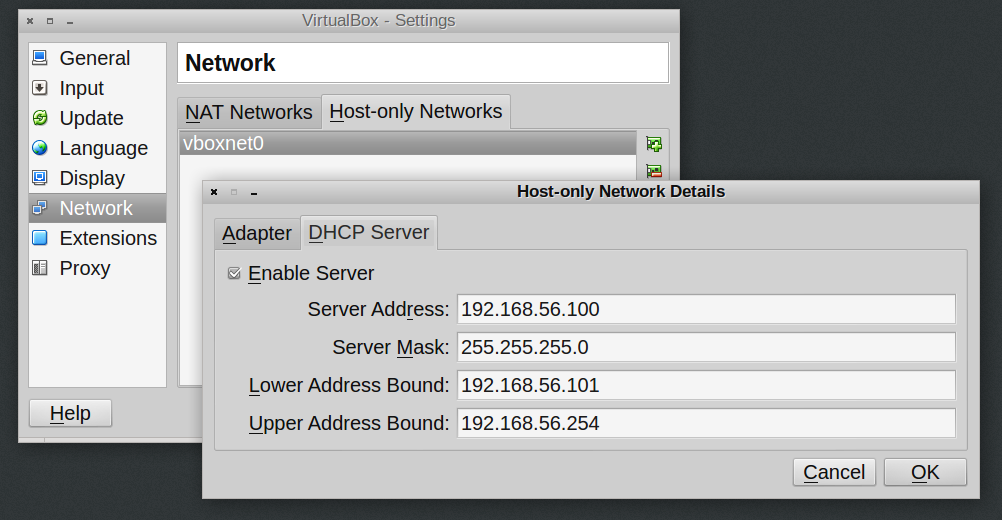 VirtualBox - Settings
General
Input
Update
Language
Display
Network
Extensions
Proxy
Help
Network
NAT Networks
Host-only Networks
vboxnet0
Host-only Network Details
Adapter
DHCP Server
Enable Server
Server Address: 192.168.56.100
Server Mask: 255.255.255.0
Lower Address Bound: 192.168.56.101
Upper Address Bound: 192.168.56.254
Cancel
OK